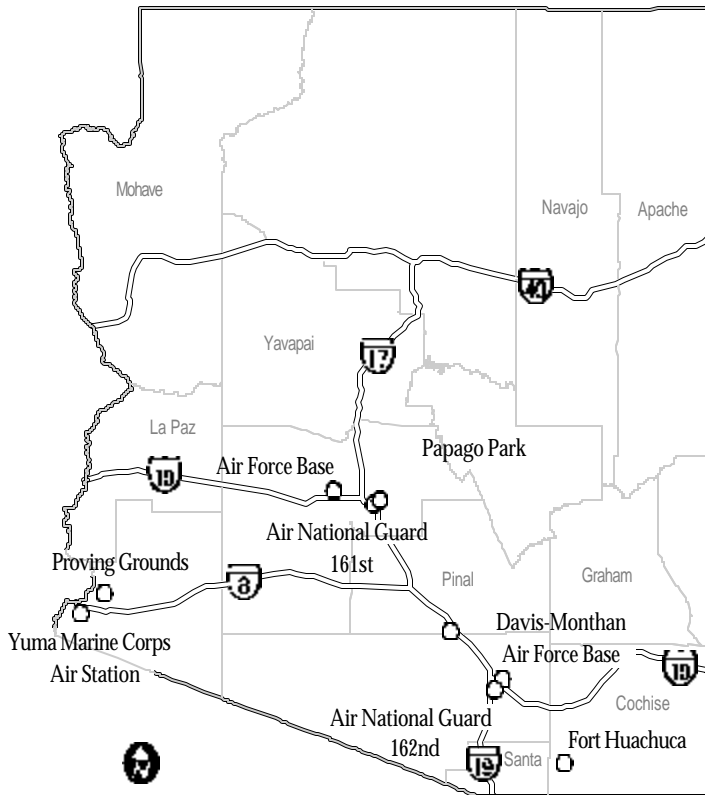 Mohave
Navajo
Apache
40
Yavapai
17
La Paz
Papago Park
Air Force Base
19
Air National Guard
161st
Proving Grounds
8
Pinal
Graham
Yuma Marine Corps
Air Station
Davis-Monthan
Air Force Base
19
Cochise
Air National Guard
162nd
19
Santa
Fort Huachuca
N